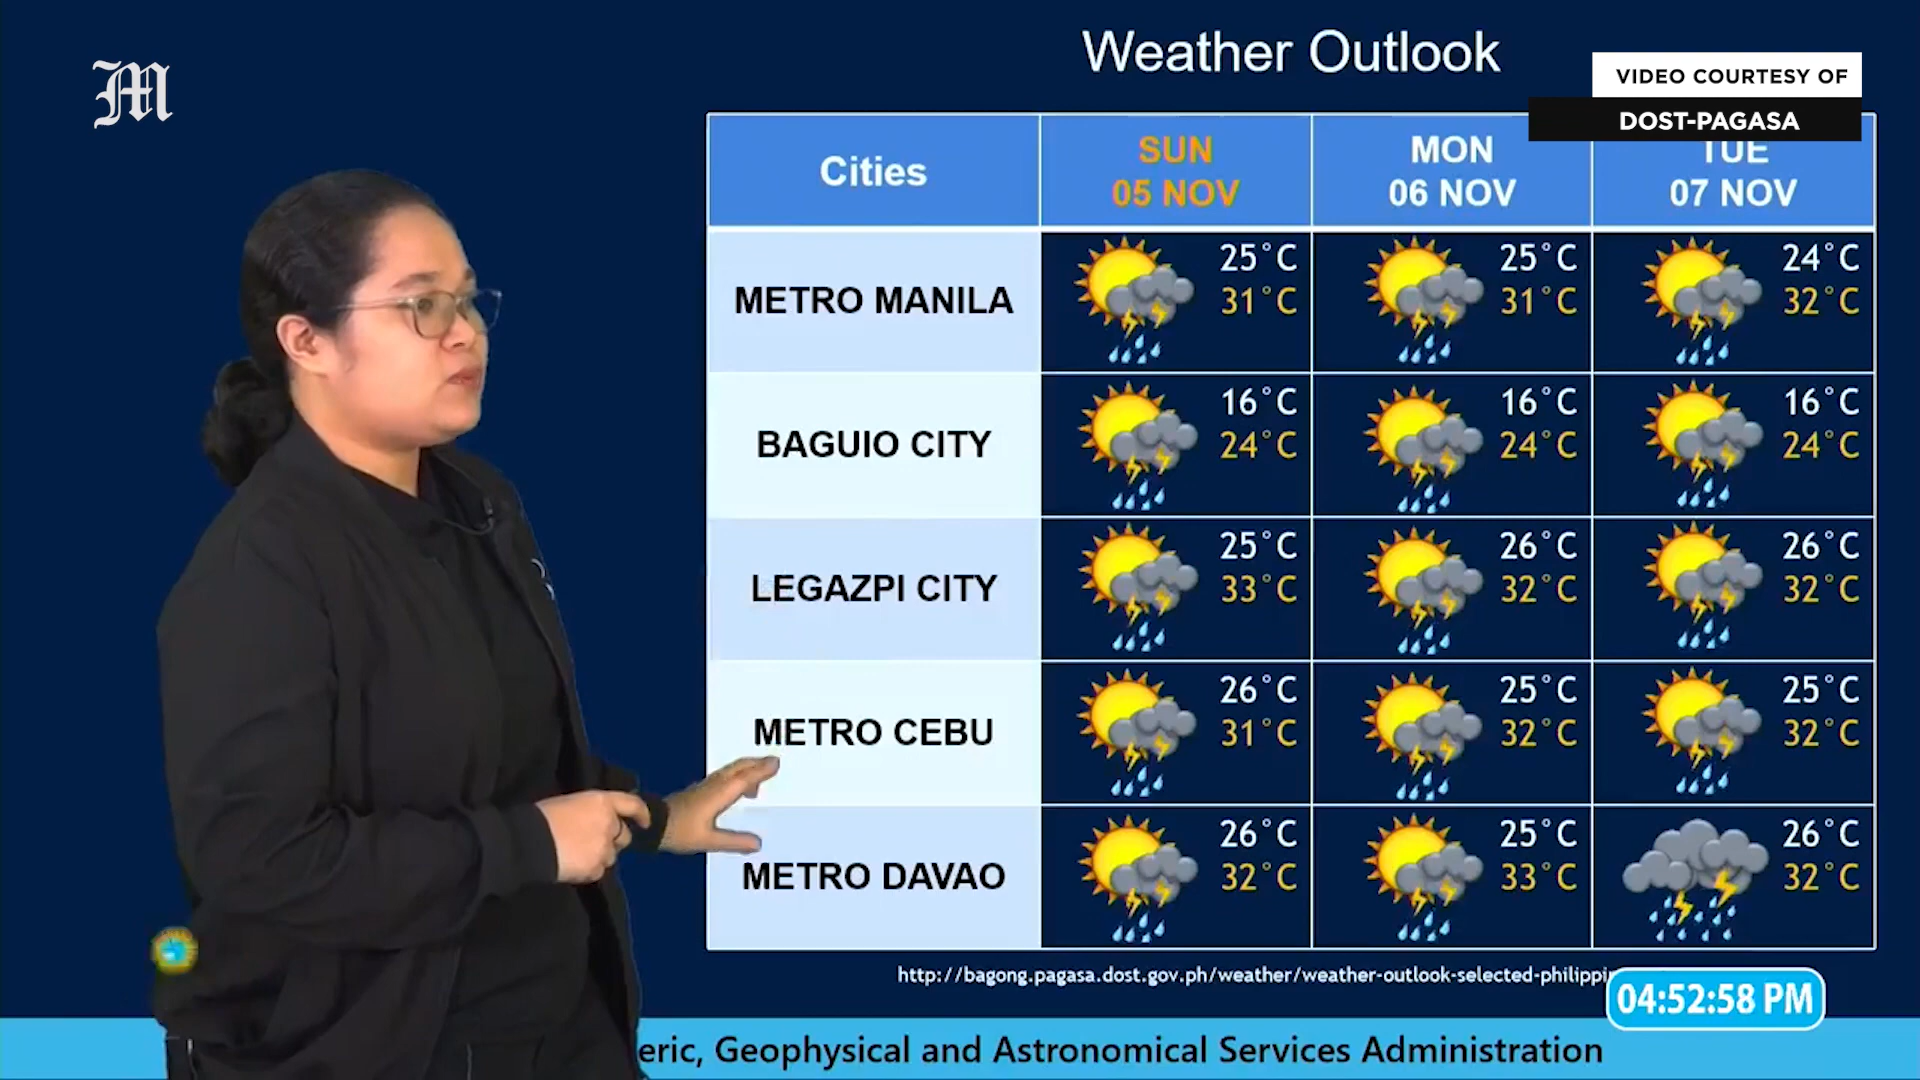 M
Weather Outlook
VIDEO COURTESY OF
DOST-PAGASA
Cities
SUN
05 NOV
MON
06 NOV
TUE
07 NOV
METRO MANILA
25°C
31°C
25°C
31°C
24°C
32°C
BAGUIO CITY
16°C
24°C
16°C
24°C
16°C
24°C
LEGAZPI CITY
25°C
33°C
26°C
32°C
26°C
32°C
METRO CEBU
26°C
31°C
25°C
32°C
25°C
32°C
METRO DAVAO
26°C
32°C
25°C
33°C
26°C
32°C
http://bagong.pagasa.dost.gov.ph/weather/weather-outlook-selected-philippin
04:52:58 PM
eric, Geophysical and Astronomical Services Administration